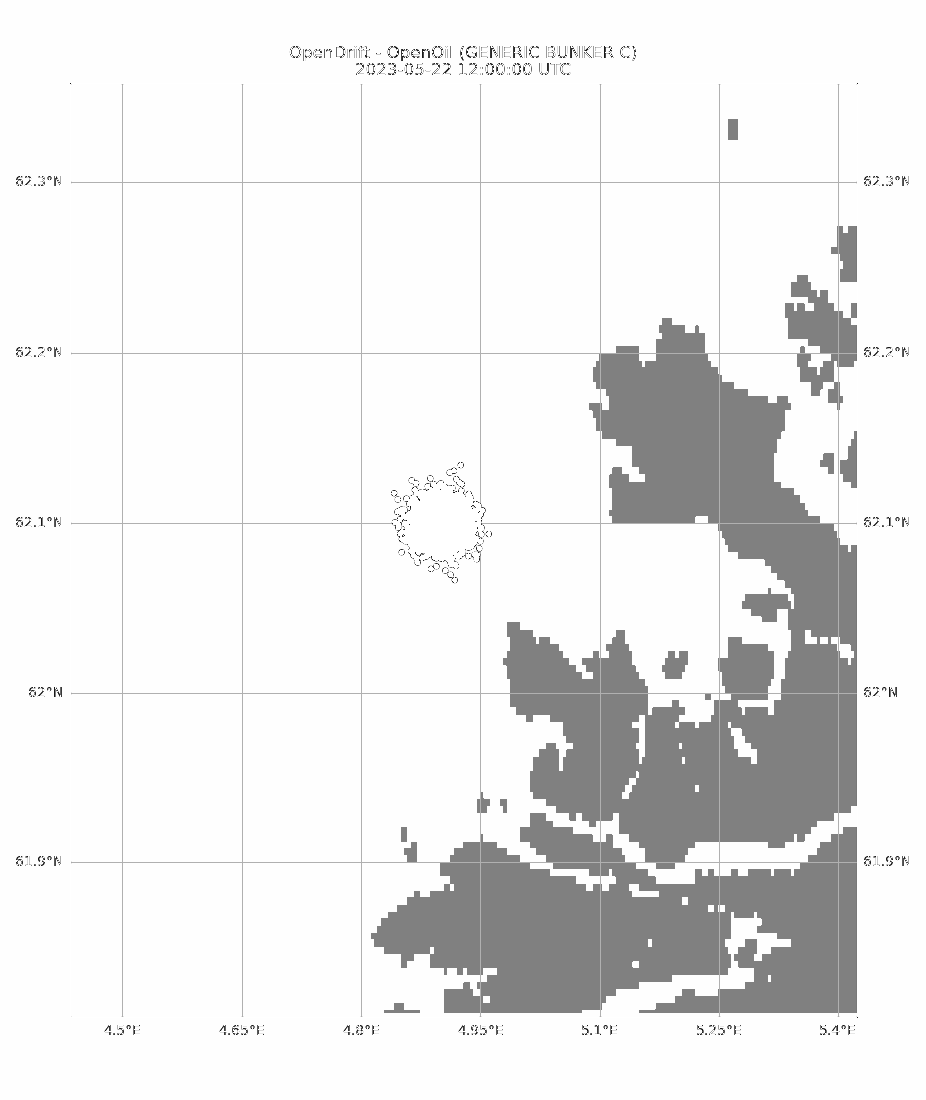 OpenDrift - OpenOil (GENERIC BUNKER C)
2023-05-22 12:00:00 UTC
62.3°N 62.3°N
62.2°N 62.2°N
62.1°N 62.1°N
62°N 62°N
61.9°N 61.9°N
4.5°E 4.65°E 4.8°E 4.95°E 5.1°E 5.25°E 5.4°E